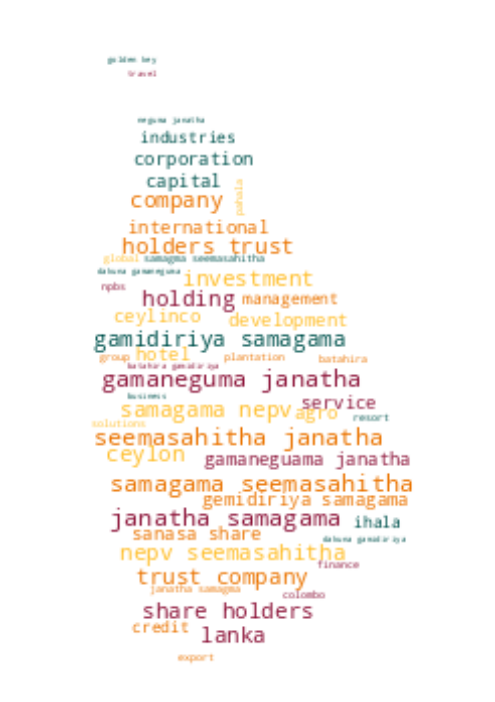 golden key
travel
neguma janatha
industries
corporation
capital
pahala
company
international
holders trust
global samagma seemasahitha
dakuna gamaneguma investment
npbs
holding management
ceylinco development
gamidiriya samagama
group hotel plantation batahira
batahira gamidiriya
gamaneguma janatha
business
service
samagama nepv agro resort
solutions
seemasahitha janatha
ceylon gamaneguama janatha
samagama seemasahitha
gemidiriya samagama
janatha samagama ihala
sanasa share
dakuna gamidiriya
nepv seemasahitha
finance
trust company
janatha samagma
colombo
share holders
credit lanka
export